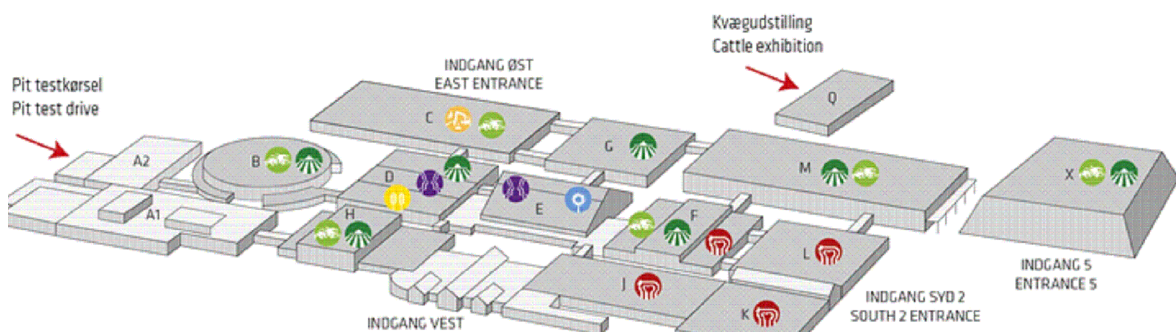 Kvægudstilling
Cattle exhibition
INDGANG ØST
EAST ENTRANCE
Pit testkørsel
Pit test drive
Q
C
G
A2
B
D
M
X
E
A1
H
F
L
J
K
INDGANG 5
ENTRANCE 5
INDGANG SYD 2
SOUTH 2 ENTRANCE
INDGANG VEST